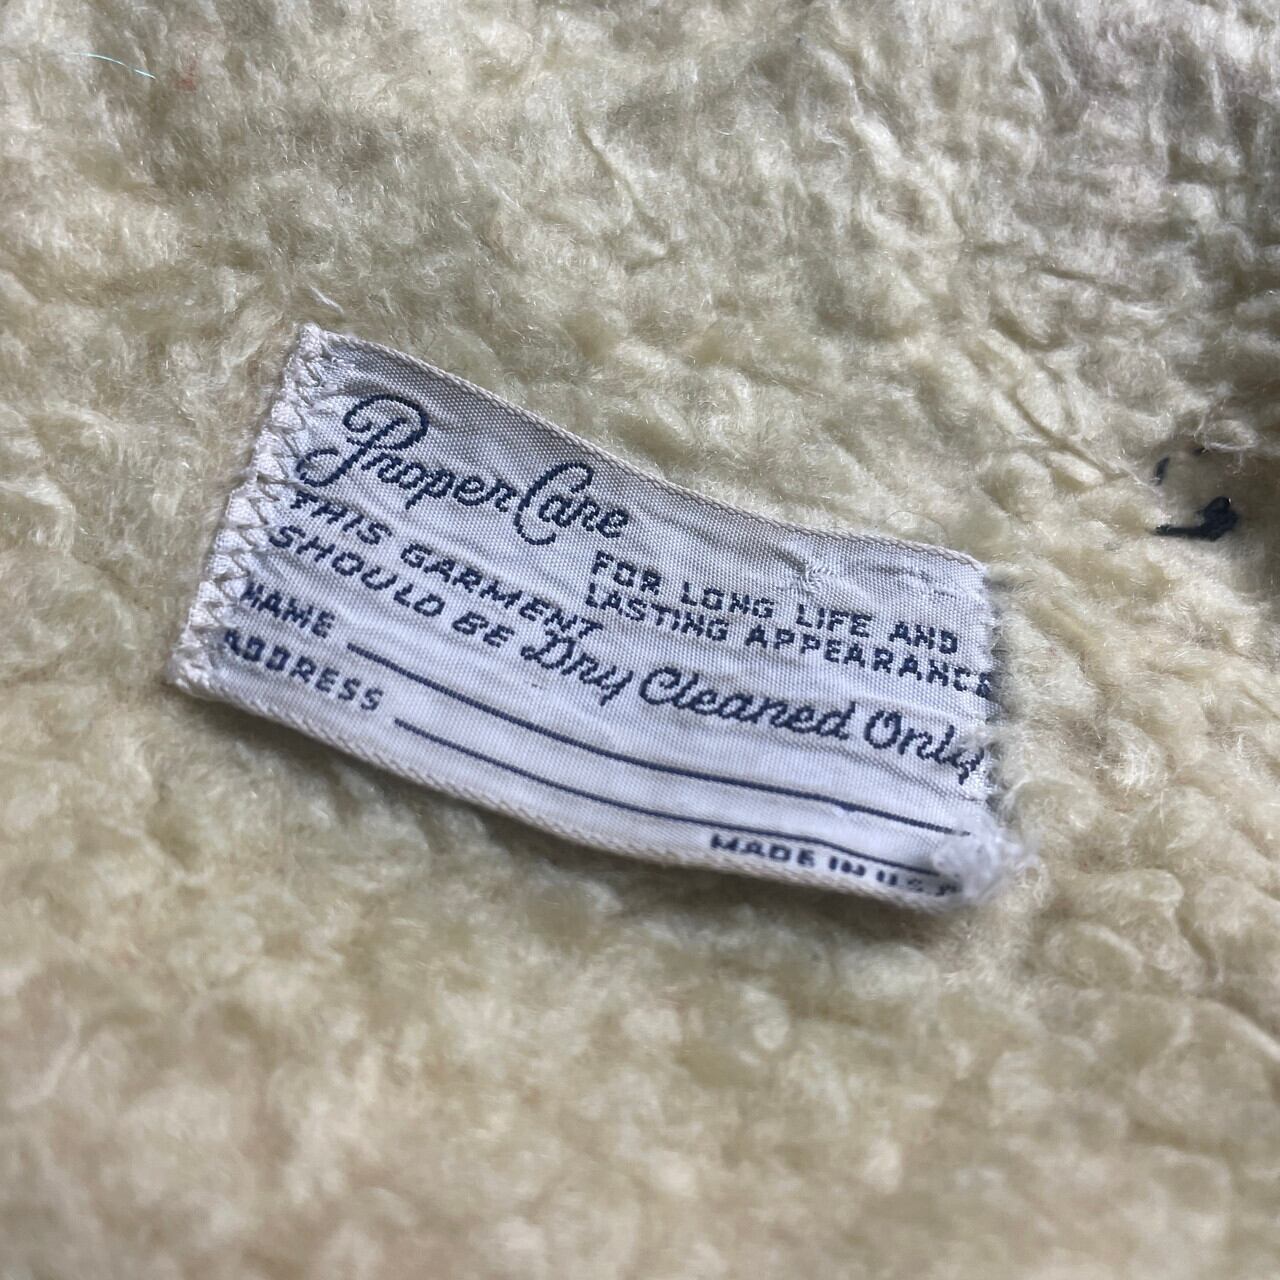 Proper Care
FOR LONG LIFE AND
LASTING APPEARANCE
THIS GARMENT
SHOULD BE Dry Cleaned Only
NAME
ADDRESS
MADE IN U.S.A